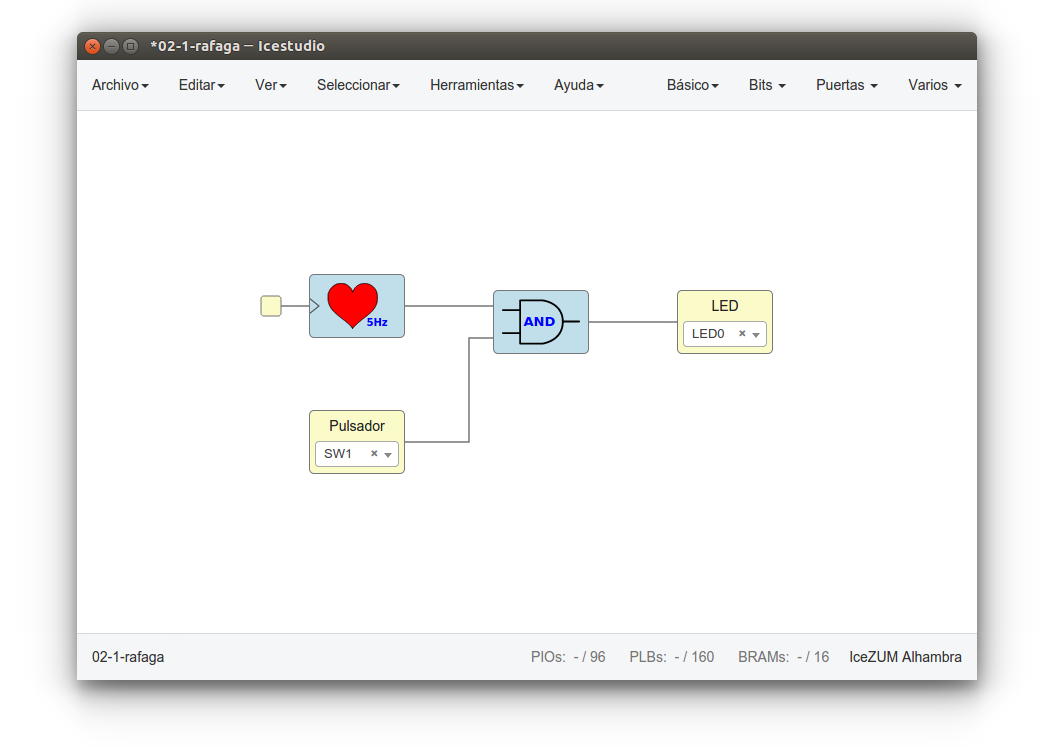 *02-1-rafaga — Icestudio
Archivo Editar Ver Seleccionar Herramientas Ayuda Básico Bits Puertas Varios
5Hz
AND
LED
LED0
Pulsador
SW1
02-1-rafaga PIOs: - / 96 PLBs: - / 160 BRAMs: - / 16 IceZUM Alhambra